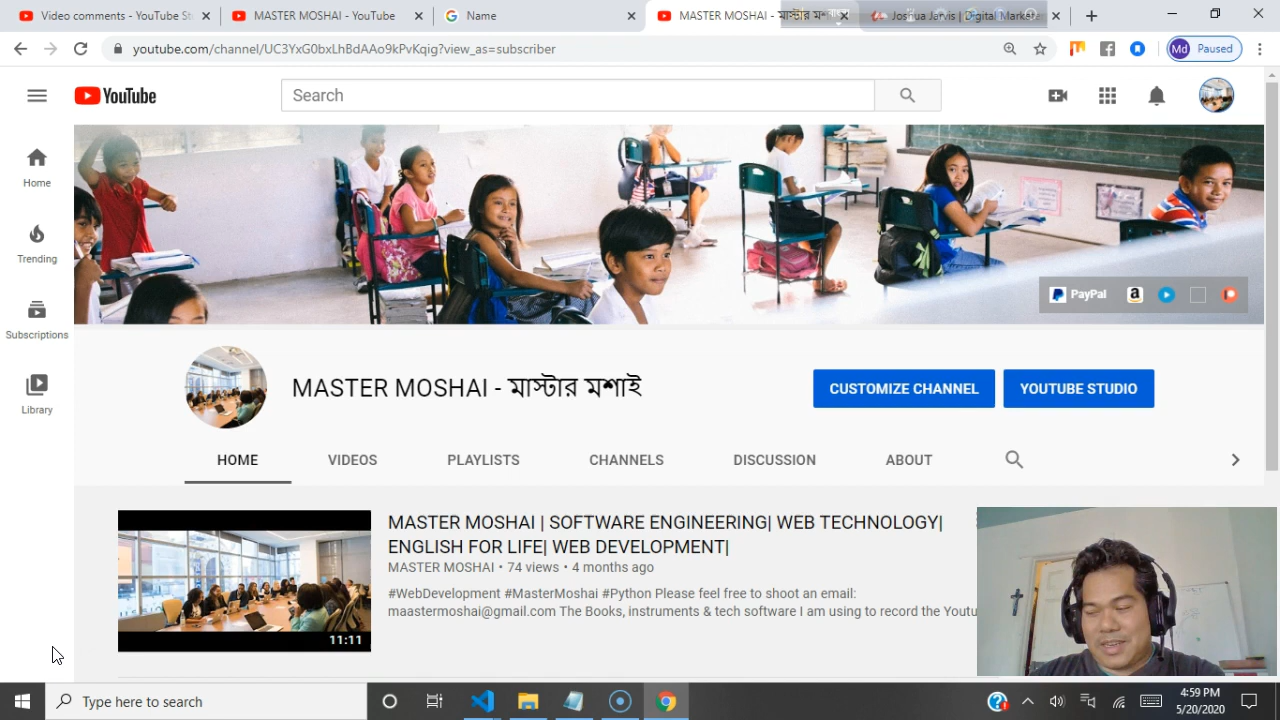 Video comments - YouTube St
MASTER MOSHAI - YouTube
Name
MASTER MOSHAI - মাস্টার মশ
Joshua Jarvis | Digital Markete
youtube.com/channel/UC3YxG0bxLhBdAAo9kPvKqig?view_as=subscriber
Md Paused
YouTube
Search
Home
Trending
Subscriptions
Library
PayPal
MASTER MOSHAI - মাস্টার মশাই
CUSTOMIZE CHANNEL
YOUTUBE STUDIO
HOME VIDEOS PLAYLISTS CHANNELS DISCUSSION ABOUT
MASTER MOSHAI | SOFTWARE ENGINEERING| WEB TECHNOLOGY|
ENGLISH FOR LIFE| WEB DEVELOPMENT|
MASTER MOSHAI • 74 views • 4 months ago
#WebDevelopment #MasterMoshai #Python Please feel free to shoot an email:
maastermoshai@gmail.com The Books, instruments & tech software I am using to record the Youtu
11:11
Type here to search
4:59 PM
5/20/2020